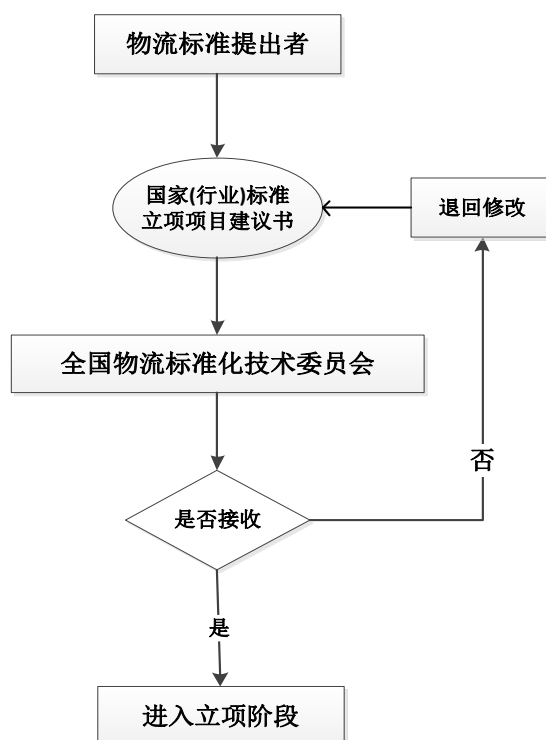 物流标准提出者
国家(行业)标准
立项项目建议书
退回修改
全国物流标准化技术委员会
否
是否接收
是
进入立项阶段